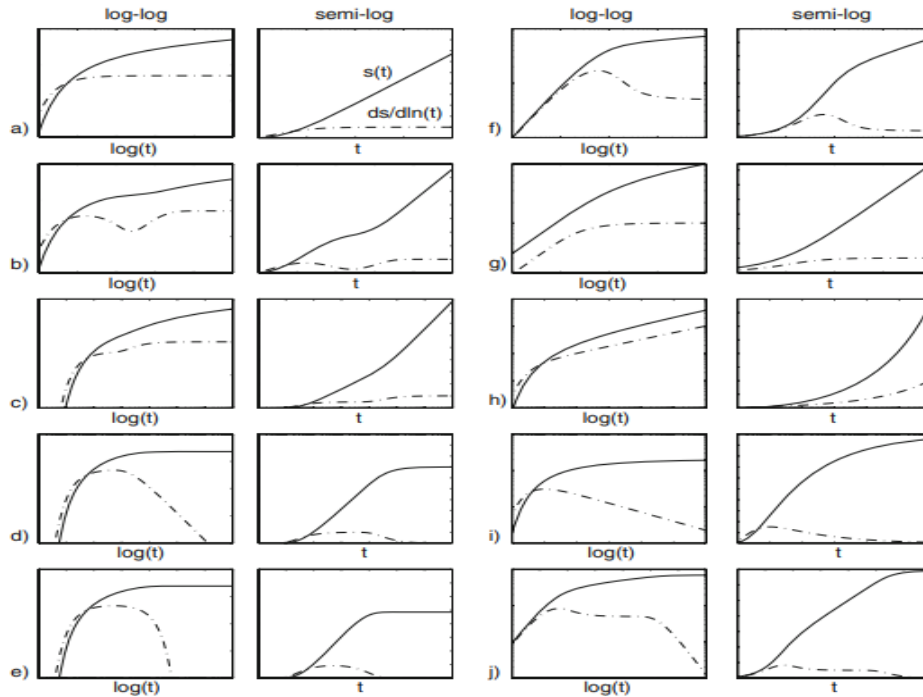 log-log semi-log log-log semi-log
s(t)
ds/dln(t)
a) f)
log(t) t log(t) t
b) g)
log(t) t log(t) t
c) h)
log(t) t log(t) t
d) i)
log(t) t log(t) t
e) j)
log(t) t log(t) t